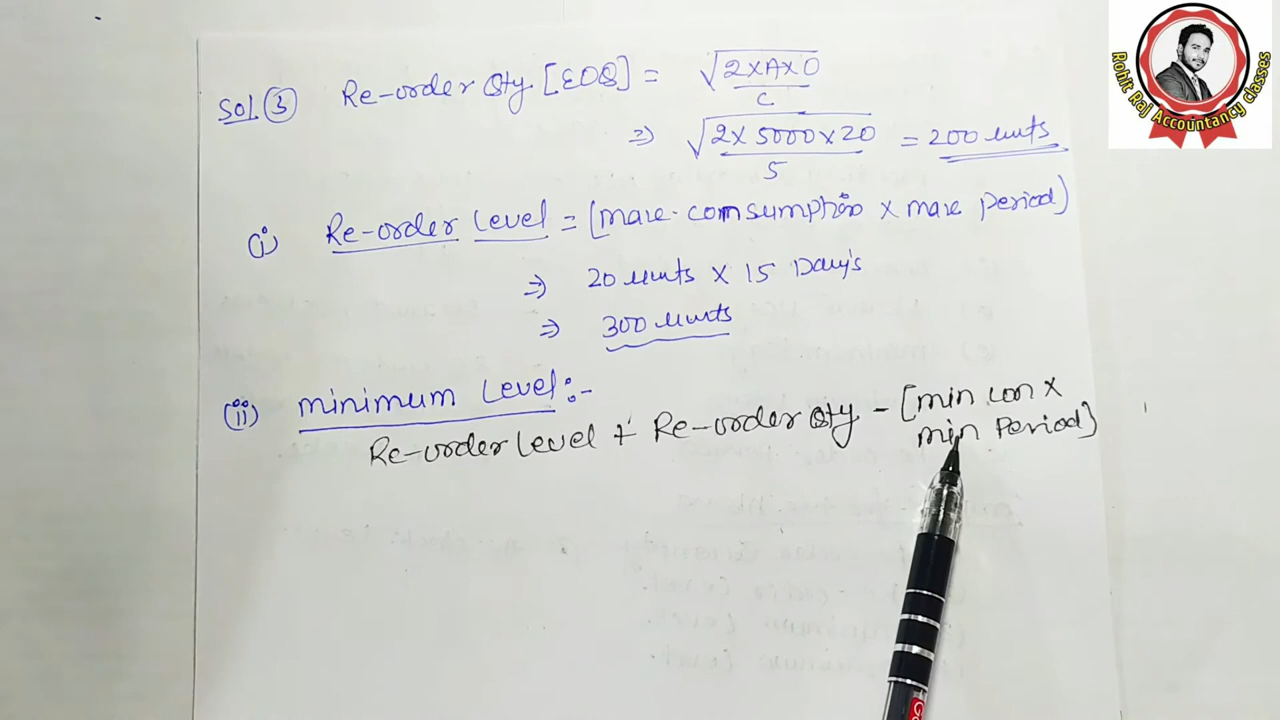 Sol. 3 Re-order Qty [EOQ] = √2×A×O
C
⇒ √2 × 5000 × 20 = 200 units
5
(i) Re-order Level = [max. consumption × max period)
⇒ 20 units × 15 Day's
⇒ 300 units
(ii) minimum Level:-
Re-order Level + Re-order Qty - [min con ×
min Period]
Rohit Raj Accountancy classes